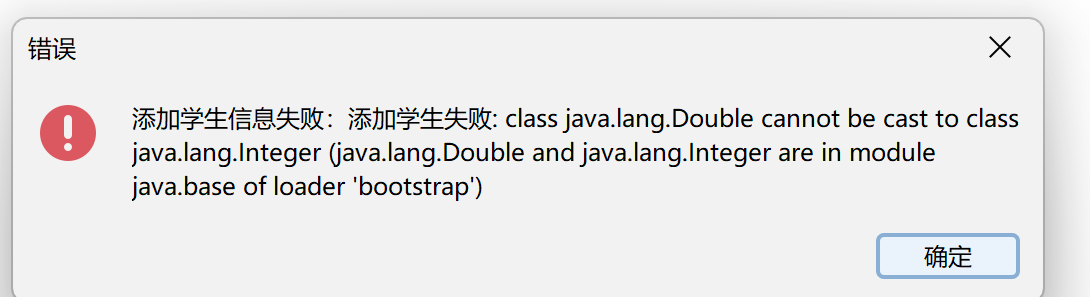 错误
添加学生信息失败：添加学生失败: class java.lang.Double cannot be cast to class
java.lang.Integer (java.lang.Double and java.lang.Integer are in module
java.base of loader 'bootstrap')
确定